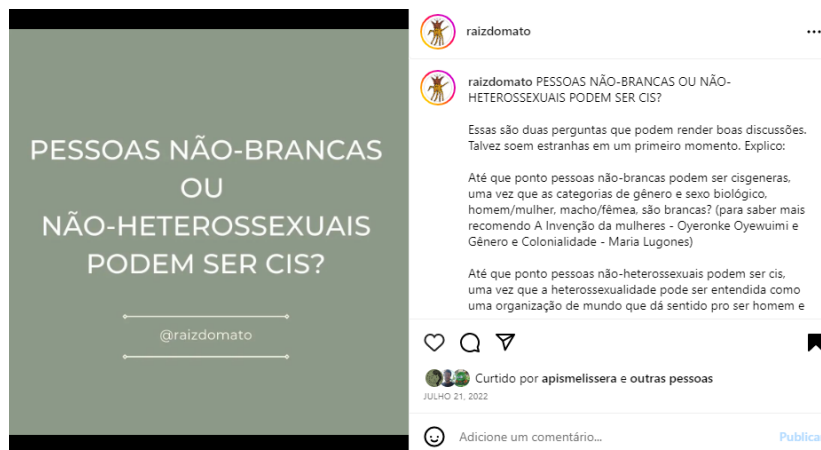 PESSOAS NÃO-BRANCAS
OU
NÃO-HETEROSSEXUAIS
PODEM SER CIS?
@raizdomato
raizdomato
raizdomato PESSOAS NÃO-BRANCAS OU NÃO-
HETEROSSEXUAIS PODEM SER CIS?
Essas são duas perguntas que podem render boas discussões.
Talvez soem estranhas em um primeiro momento. Explico:
Até que ponto pessoas não-brancas podem ser cisgeneras,
uma vez que as categorias de gênero e sexo biológico,
homem/mulher, macho/fêmea, são brancas? (para saber mais
recomendo A Invenção da mulheres - Oyeronke Oyewuimi e
Gênero e Colonialidade - Maria Lugones)
Até que ponto pessoas não-heterossexuais podem ser cis,
uma vez que a heterossexualidade pode ser entendida como
uma organização de mundo que dá sentido pro ser homem e
Curtido por apismelissera e outras pessoas
JULHO 21, 2022
Adicione um comentário...
Publica